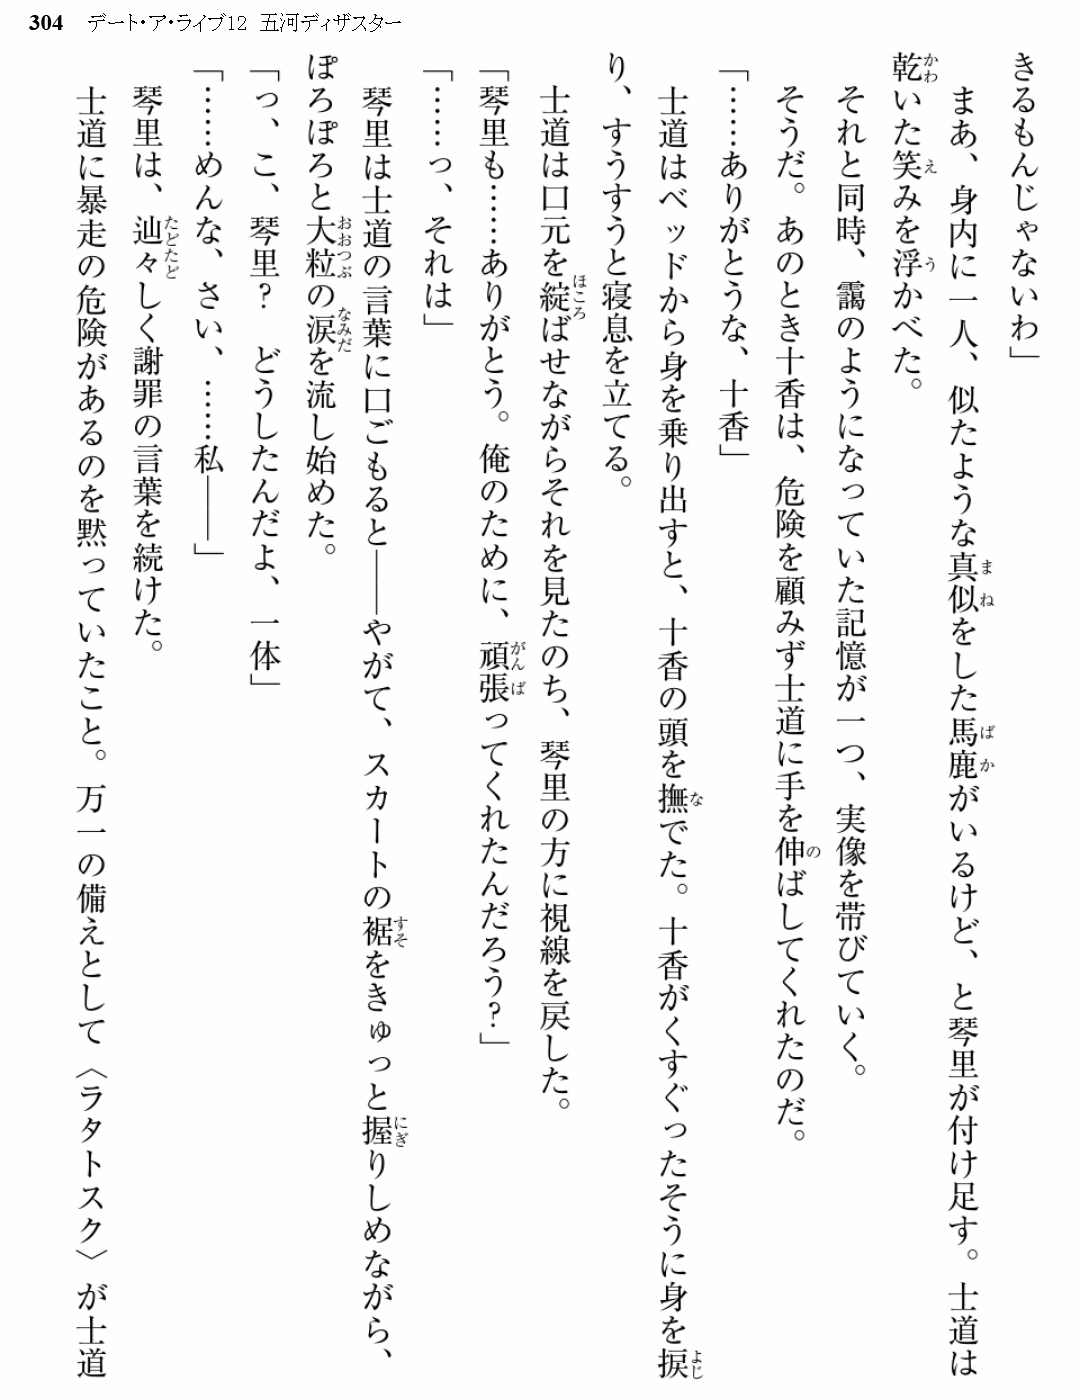 304 デート・ア・ライブ12 五河ディザスター
きるもんじゃないわ」
まあ、身内に一人、似たような真似をした馬鹿がいるけど、と琴里が付け足す。士道は
乾いた笑みを浮かべた。
それと同時、靄のようになっていた記憶が一つ、実像を帯びていく。
そうだ。あのとき十香は、危険を顧みず士道に手を伸ばしてくれたのだ。
「……ありがとうな、十香」
士道はベッドから身を乗り出すと、十香の頭を撫でた。十香がくすぐったそうに身を捩
り、すうすうと寝息を立てる。
士道は口元を綻ばせながらそれを見たのち、琴里の方に視線を戻した。
「琴里も……ありがとう。俺のために、頑張ってくれたんだろう?」
「……っ、それは」
琴里は士道の言葉に口ごもると――やがて、スカートの裾をきゅっと握りしめながら、
ぽろぽろと大粒の涙を流し始めた。
「っ、こ、琴里? どうしたんだよ、一体」
「……めんな、さい、……私――」
琴里は、辿々しく謝罪の言葉を続けた。
士道に暴走の危険があるのを黙っていたこと。万一の備えとして〈ラタトスク〉が士道